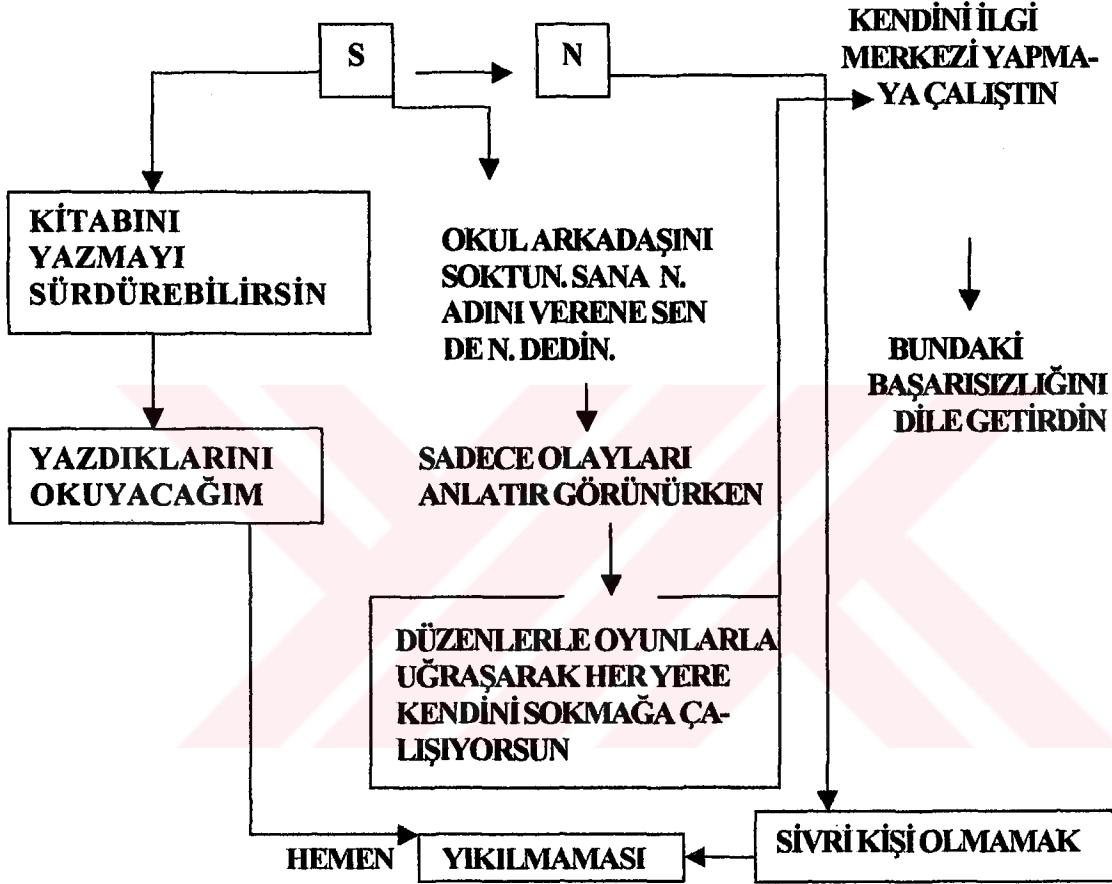 S
N
KENDİNİ İLGİ
MERKEZİ YAPMA-
YA ÇALIŞTIN
KİTABINI
YAZMAYI
SÜRDÜREBİLİRSİN
OKUL ARKADAŞINI
SOKTUN. SANA N.
ADINI VERENE SEN
DE N. DEDİN.
BUNDAKİ
BAŞARISIZLIĞINI
DİLE GETİRDİN
YAZDIKLARINI
OKUYACAĞIM
SADECE OLAYLARI
ANLATIR GÖRÜNÜRKEN
DÜZENLERLE OYUNLARLA
UĞRAŞARAK HER YERE
KENDİNİ SOKMAĞA ÇA-
LIŞIYORSUN
HEMEN
YIKILMAMASI
SİVRİ KİŞİ OLMAMAK